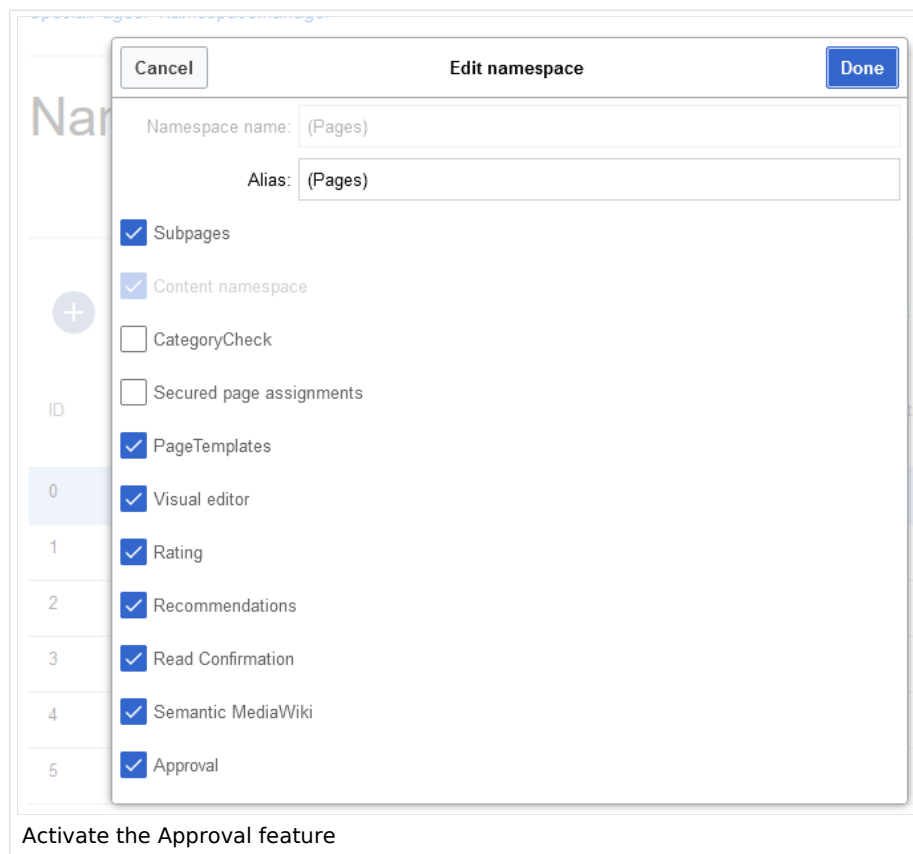 Cancel
Edit namespace
Done
Nar
Namespace name: (Pages)
Alias: (Pages)
Subpages
Content namespace
CategoryCheck
ID
Secured page assignments
PageTemplates
0
Visual editor
1
Rating
2
Recommendations
3
Read Confirmation
4
Semantic MediaWiki
5
Approval
Activate the Approval feature